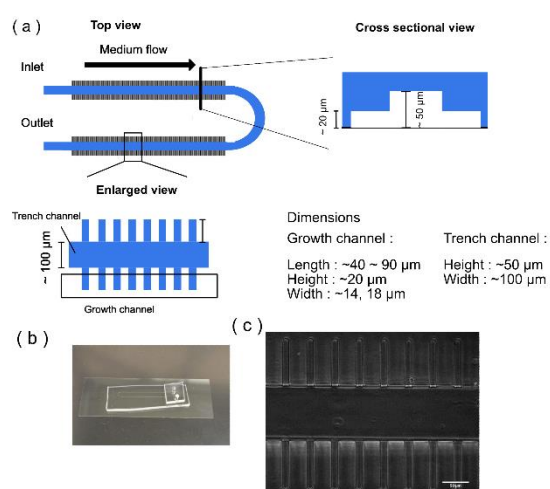 ( a )
Top view
Medium flow
Inlet
Outlet
Cross sectional view
~ 20 μm
~ 50 μm
Enlarged view
Trench channel
~ 100 μm
Growth channel
Dimensions
Growth channel :
Length : ~40 ~ 90 μm
Height : ~20 μm
Width : ~14, 18 μm
Trench channel :
Height : ~50 μm
Width : ~100 μm
( b )
( c )